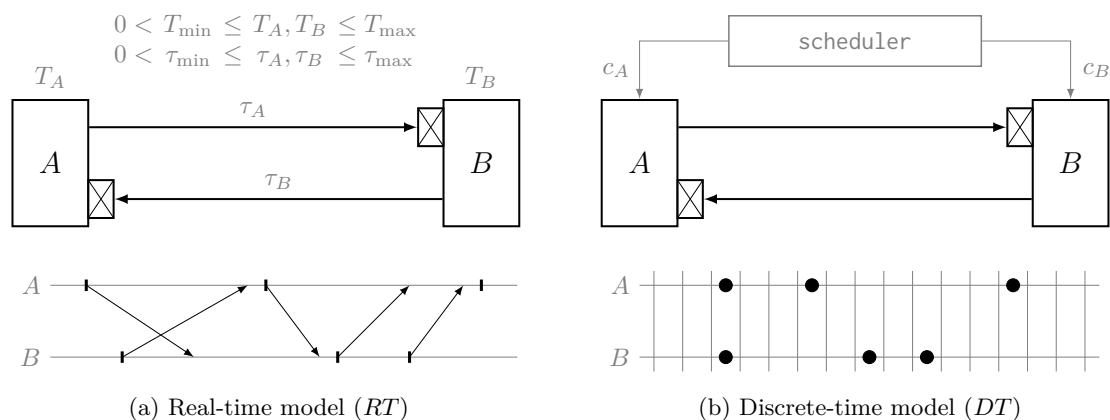 0 < T_min ≤ T_A, T_B ≤ T_max
0 < τ_min ≤ τ_A, τ_B ≤ τ_max
T_A
T_B
τ_A
A
B
τ_B
A
B
(a) Real-time model (RT)
scheduler
c_A
c_B
A
B
A
B
(b) Discrete-time model (DT)